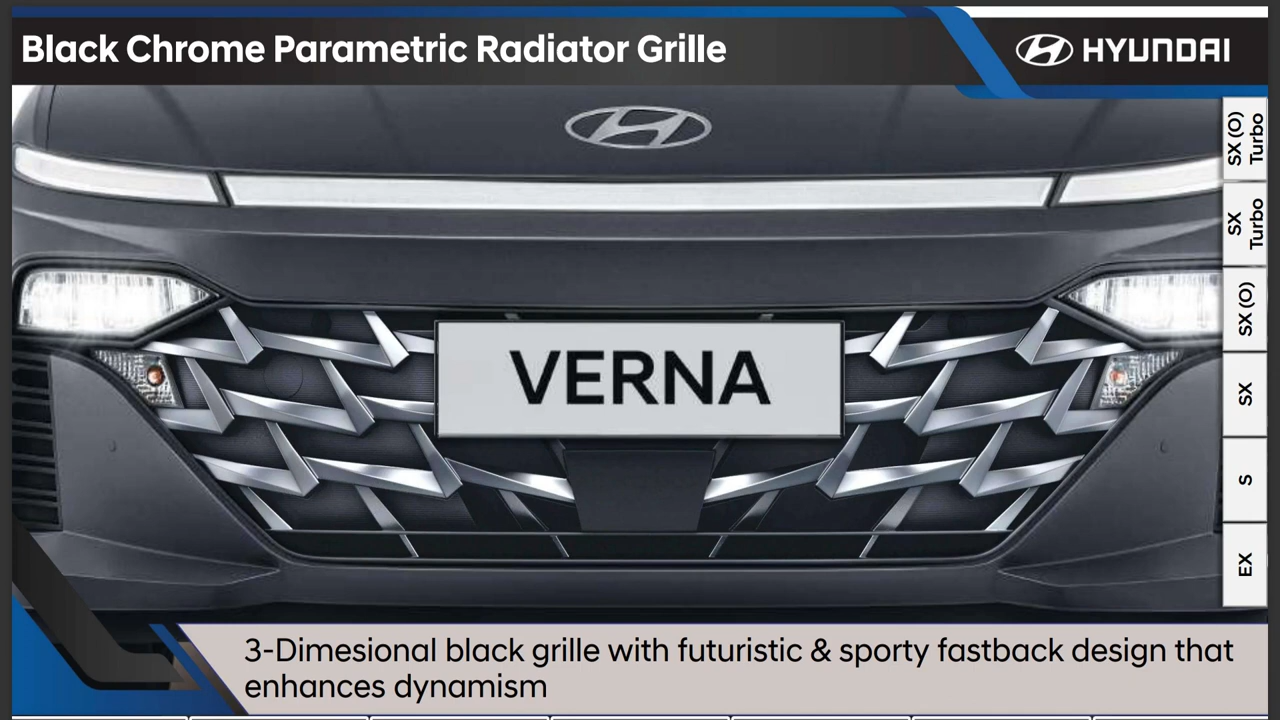 Black Chrome Parametric Radiator Grille
HYUNDAI
SX (O)
Turbo
SX
Turbo
SX (O)
SX
S
EX
VERNA
3-Dimesional black grille with futuristic & sporty fastback design that
enhances dynamism